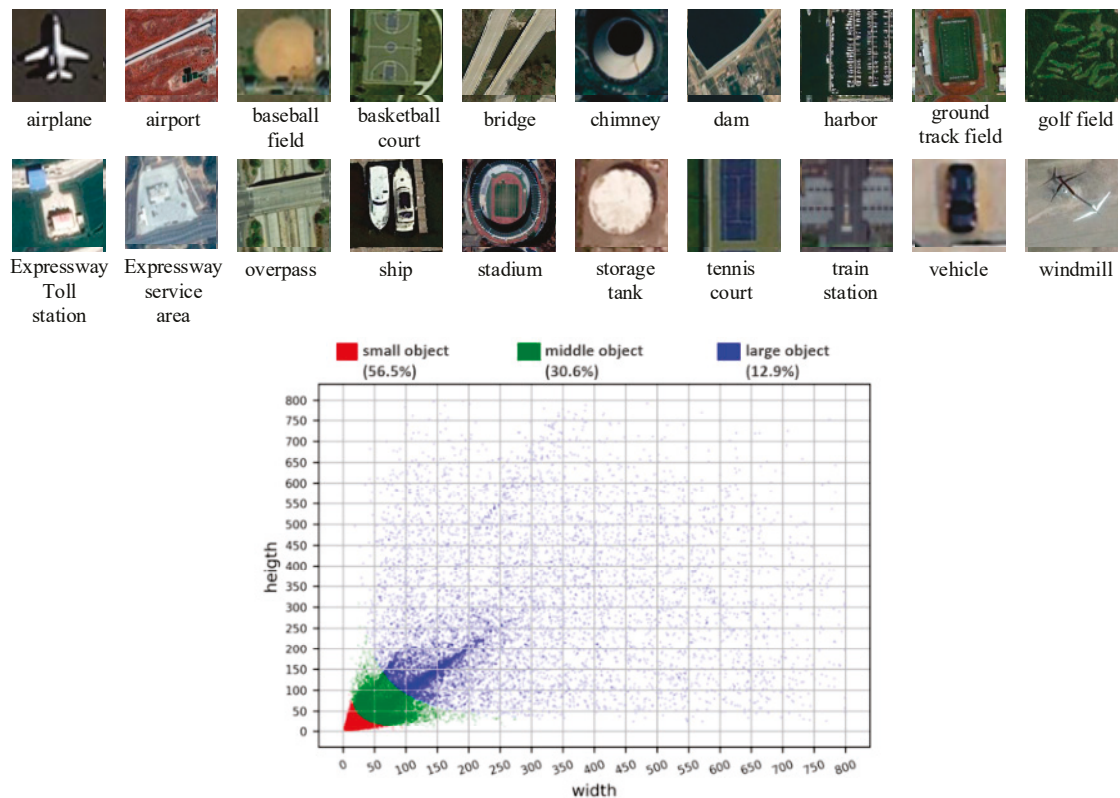 airplane
airport
baseball
field
basketball
court
bridge
chimney
dam
harbor
ground
track field
golf field
Expressway
Toll
station
Expressway
service
area
overpass
ship
stadium
storage
tank
tennis
court
train
station
vehicle
windmill
small object
(56.5%)
middle object
(30.6%)
large object
(12.9%)
800
750
700
650
600
550
500
450
400
350
300
250
200
150
100
50
0
heigth
0 50 100 150 200 250 300 350 400 450 500 550 600 650 700 750 800
width